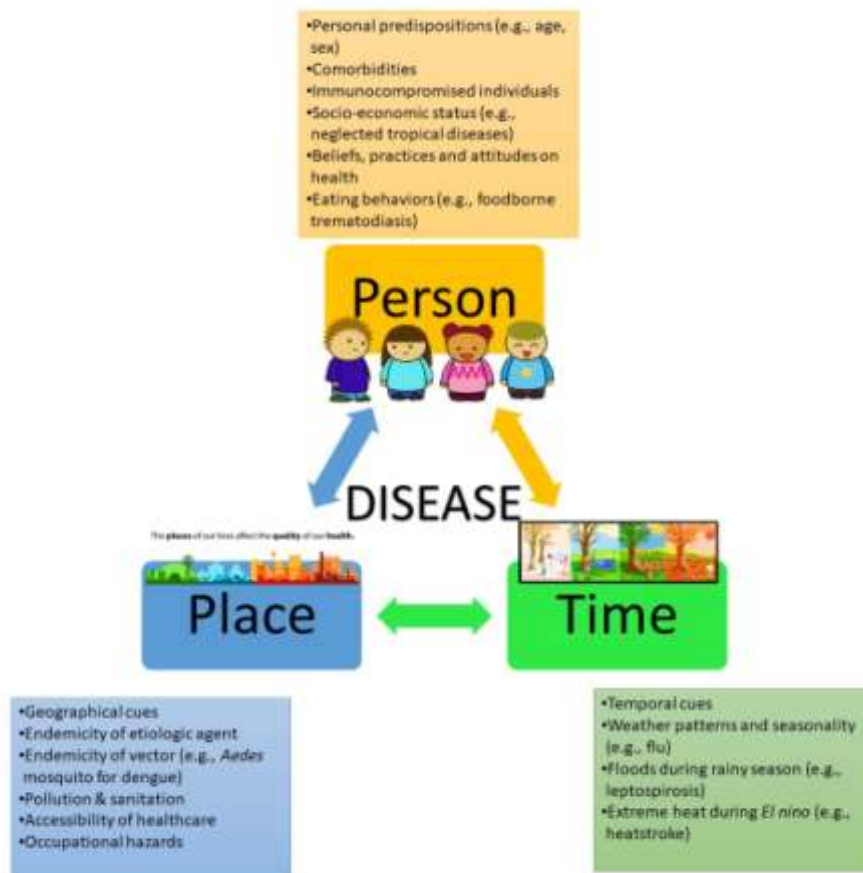 •Personal predispositions (e.g., age,
sex)
•Comorbidities
•Immunocompromised individuals
•Socio-economic status (e.g.,
neglected tropical diseases)
•Beliefs, practices and attitudes on
health
•Eating behaviors (e.g., foodborne
trematodiasis)
Person
DISEASE
The places of our lives affect the quality of our health.
Place
Time
•Geographical cues
•Endemicity of etiologic agent
•Endemicity of vector (e.g., Aedes
mosquito for dengue)
•Pollution & sanitation
•Accessibility of healthcare
•Occupational hazards
•Temporal cues
•Weather patterns and seasonality
(e.g., flu)
•Floods during rainy season (e.g.,
leptospirosis)
•Extreme heat during El nino (e.g.,
heatstroke)